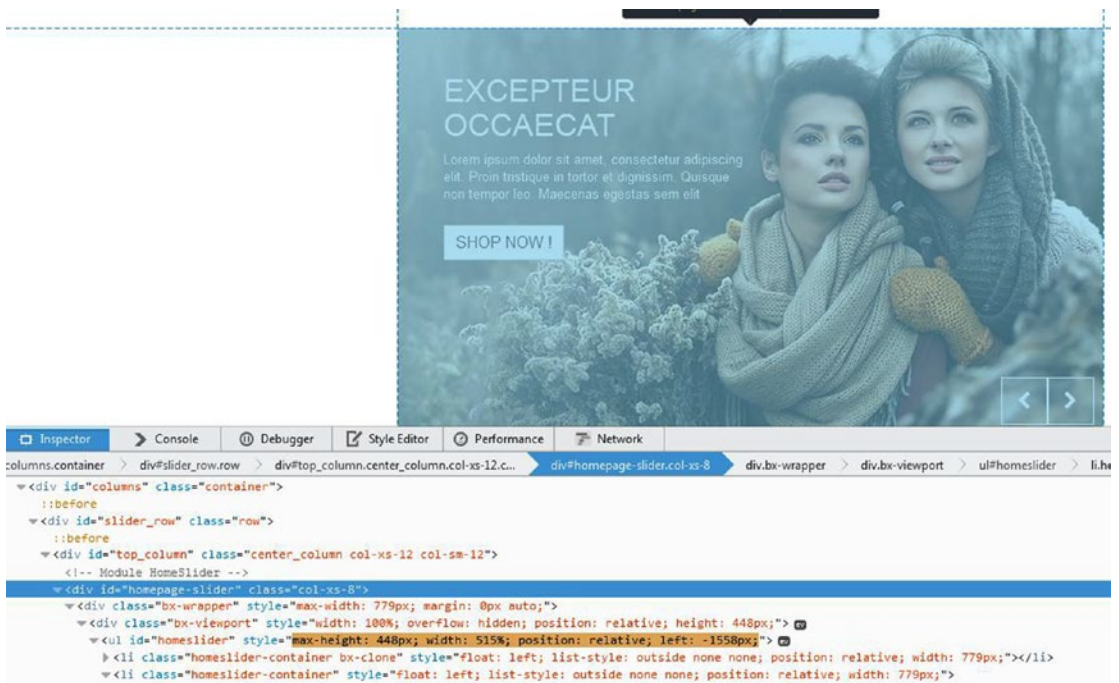 EXCEPTEUR
OCCAECAT
Lorem ipsum dolor sit amet, consectetur adipiscing
elit. Proin tristique in tortor et dignissim. Quisque
non tempor leo. Maecenas egestas sem elit
SHOP NOW !
Inspector Console Debugger Style Editor Performance Network
columns.container div#slider_row.row div#top_column.center_column.col-xs-12.c... div#homepage-slider.col-xs-8 div.bx-wrapper div.bx-viewport ul#homeslider li.he
<div id="columns" class="container">
::before
<div id="slider_row" class="row">
::before
<div id="top_column" class="center_column col-xs-12 col-sm-12">
<!-- Module HomeSlider -->
<div id="homepage-slider" class="col-xs-8">
<div class="bx-wrapper" style="max-width: 779px; margin: 0px auto;">
<div class="bx-viewport" style="width: 100%; overflow: hidden; position: relative; height: 448px;"> ev
<ul id="homeslider" style="max-height: 448px; width: 515%; position: relative; left: -1558px;"> ev
<li class="homeslider-container bx-clone" style="float: left; list-style: outside none none; position: relative; width: 779px;"></li>
<li class="homeslider-container" style="float: left; list-style: outside none none; position: relative; width: 779px;">